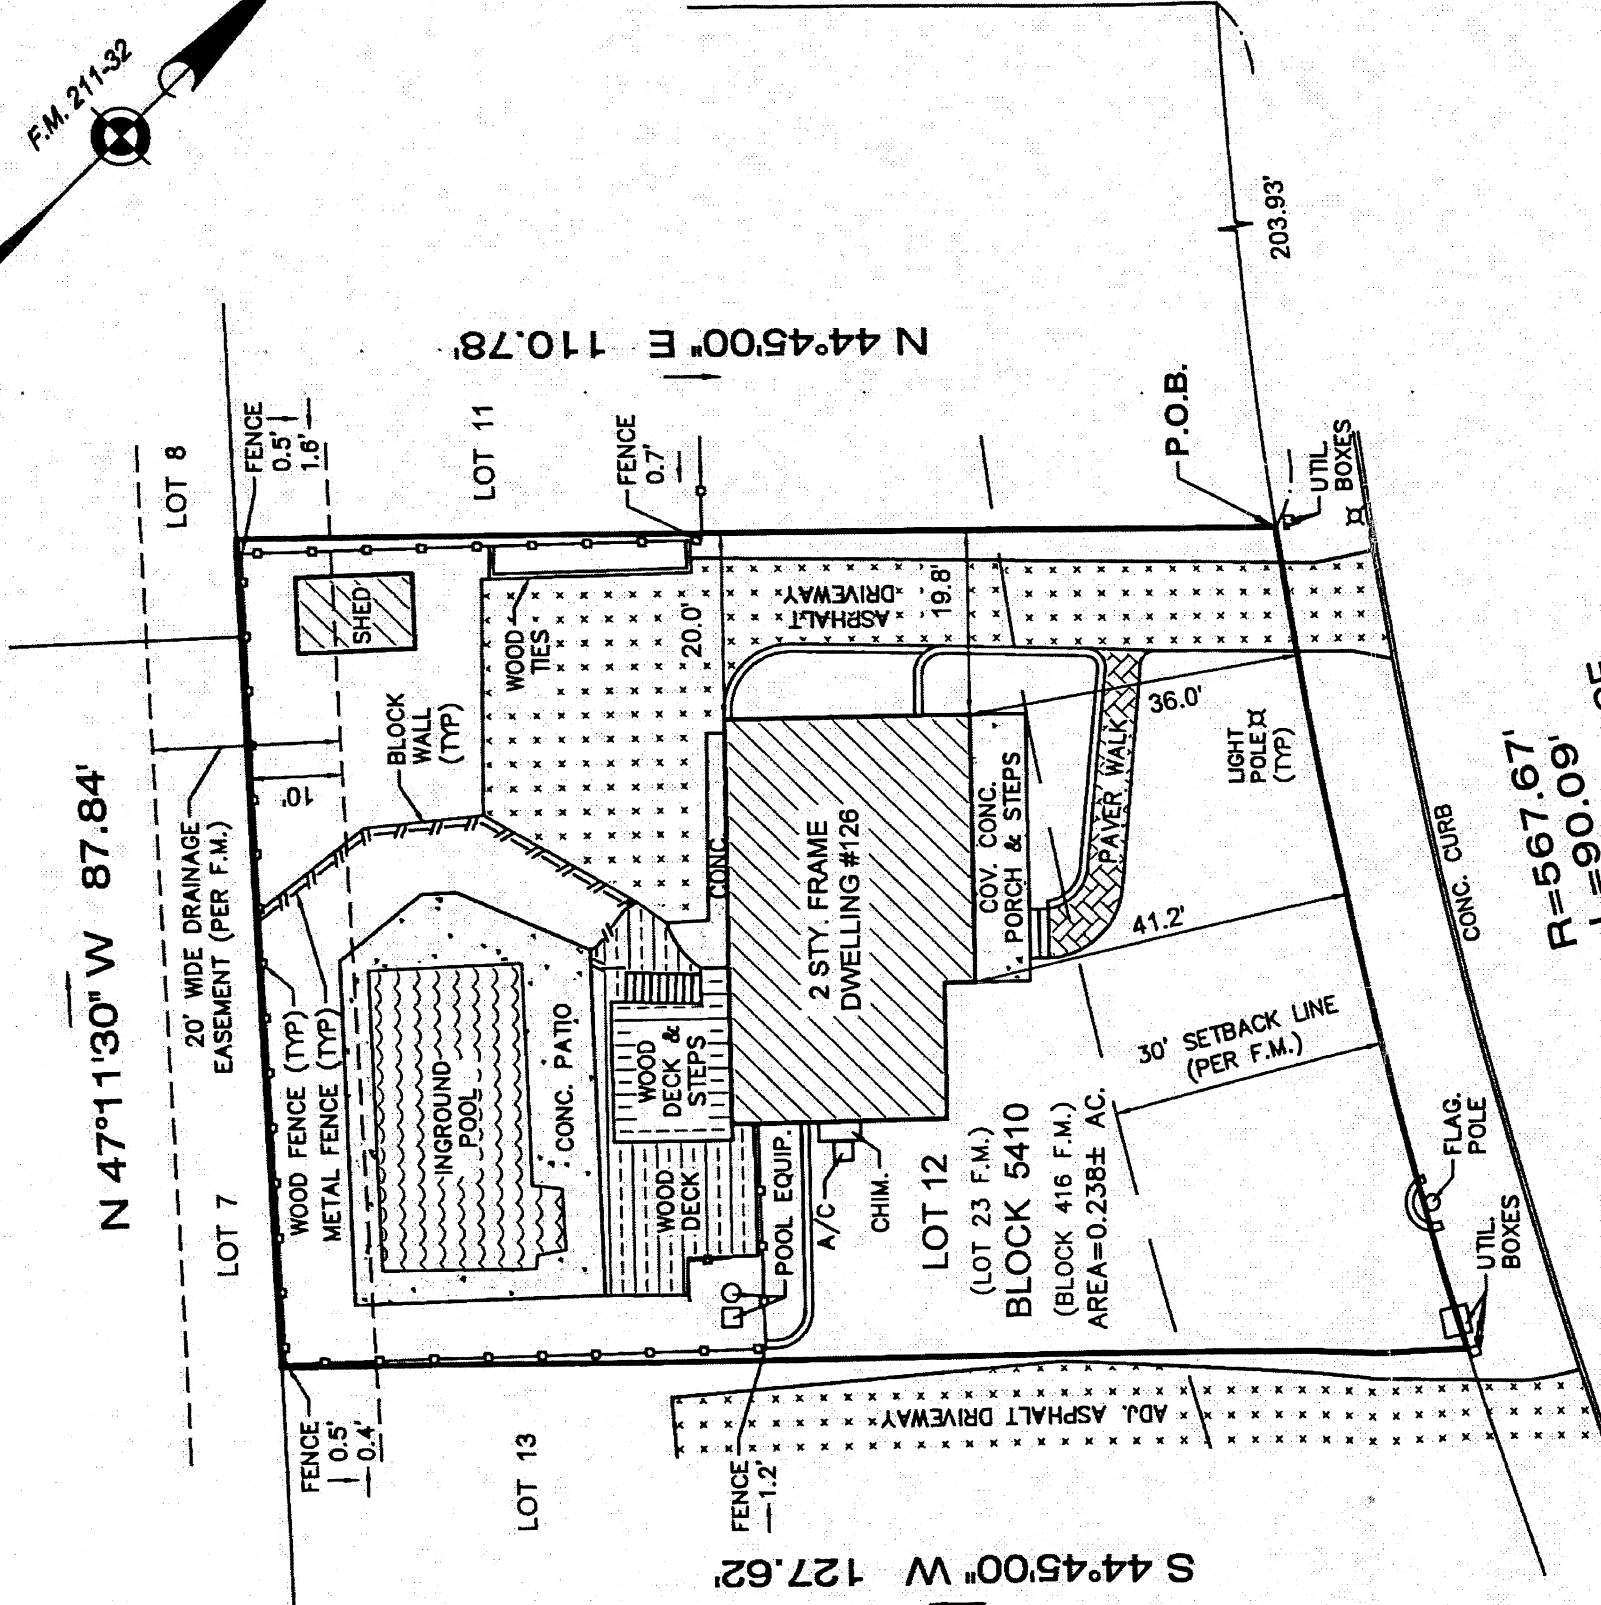 F.M. 211-32
LOT 8
FENCE
0.5'
1.6'
N 44°45'00" E 110.78'
LOT 11
FENCE
0.7'
203.93'
P.O.B.
UTIL.
BOXES
N 47°11'30" W 87.84'
20' WIDE DRAINAGE
EASEMENT (PER F.M.)
10'
SHED
BLOCK
WALL
(TYP)
WOOD
TIES
20.0'
ASPHALT
DRIVEWAY
19.8'
36.0'
LIGHT
POLE
(TYP)
CONC. CURB
R=567.67'
L=90.09'
LOT 7
WOOD FENCE (TYP)
METAL FENCE (TYP)
INGROUND
POOL
CONC. PATIO
WOOD
DECK &
STEPS
CONC.
2 STY. FRAME
DWELLING #126
COV. CONC.
PORCH & STEPS
PAVER WALK
41.2'
30' SETBACK LINE
(PER F.M.)
WOOD
DECK
POOL EQUIP.
A/C
CHIM.
LOT 12
(LOT 23 F.M.)
BLOCK 5410
(BLOCK 416 F.M.)
AREA=0.238± AC.
FLAG.
POLE
UTIL.
BOXES
FENCE
0.5'
0.4'
LOT 13
FENCE
1.2'
ADJ. ASPHALT DRIVEWAY
S 44°45'00" W 127.62'